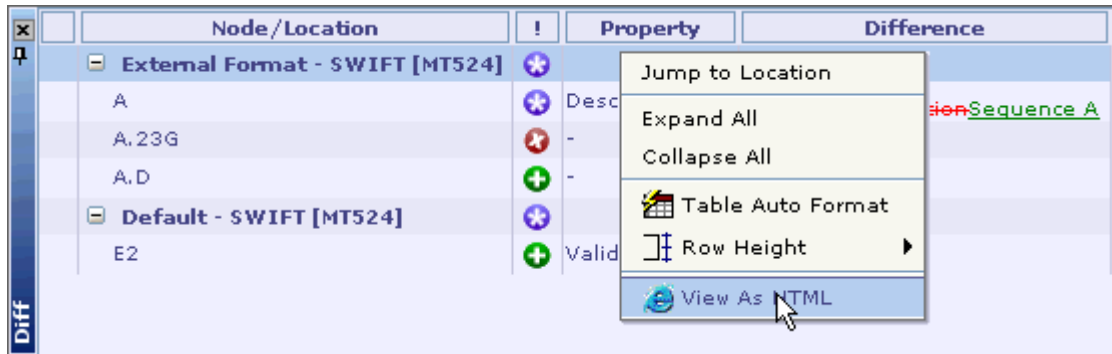 Node/Location ! Property Difference
External Format - SWIFT [MT524]
A Desc Sequence A
A.23G -
A.D -
Default - SWIFT [MT524]
E2 Valid
Jump to Location
Expand All
Collapse All
Table Auto Format
Row Height
View As HTML
Diff